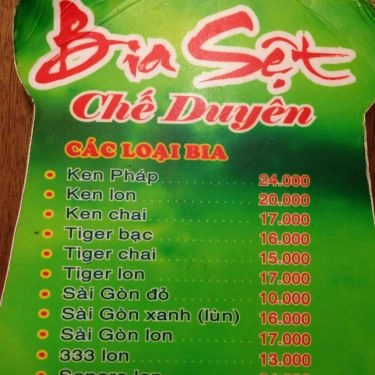 Bia Sệt
Chế Duyên
CÁC LOẠI BIA
Ken Pháp 24.000
Ken lon 20.000
Ken chai 17.000
Tiger bạc 16.000
Tiger chai 15.000
Tiger lon 17.000
Sài Gòn đỏ 10.000
Sài Gòn xanh (lùn) 16.000
Sài Gòn lon 17.000
333 lon 13.000